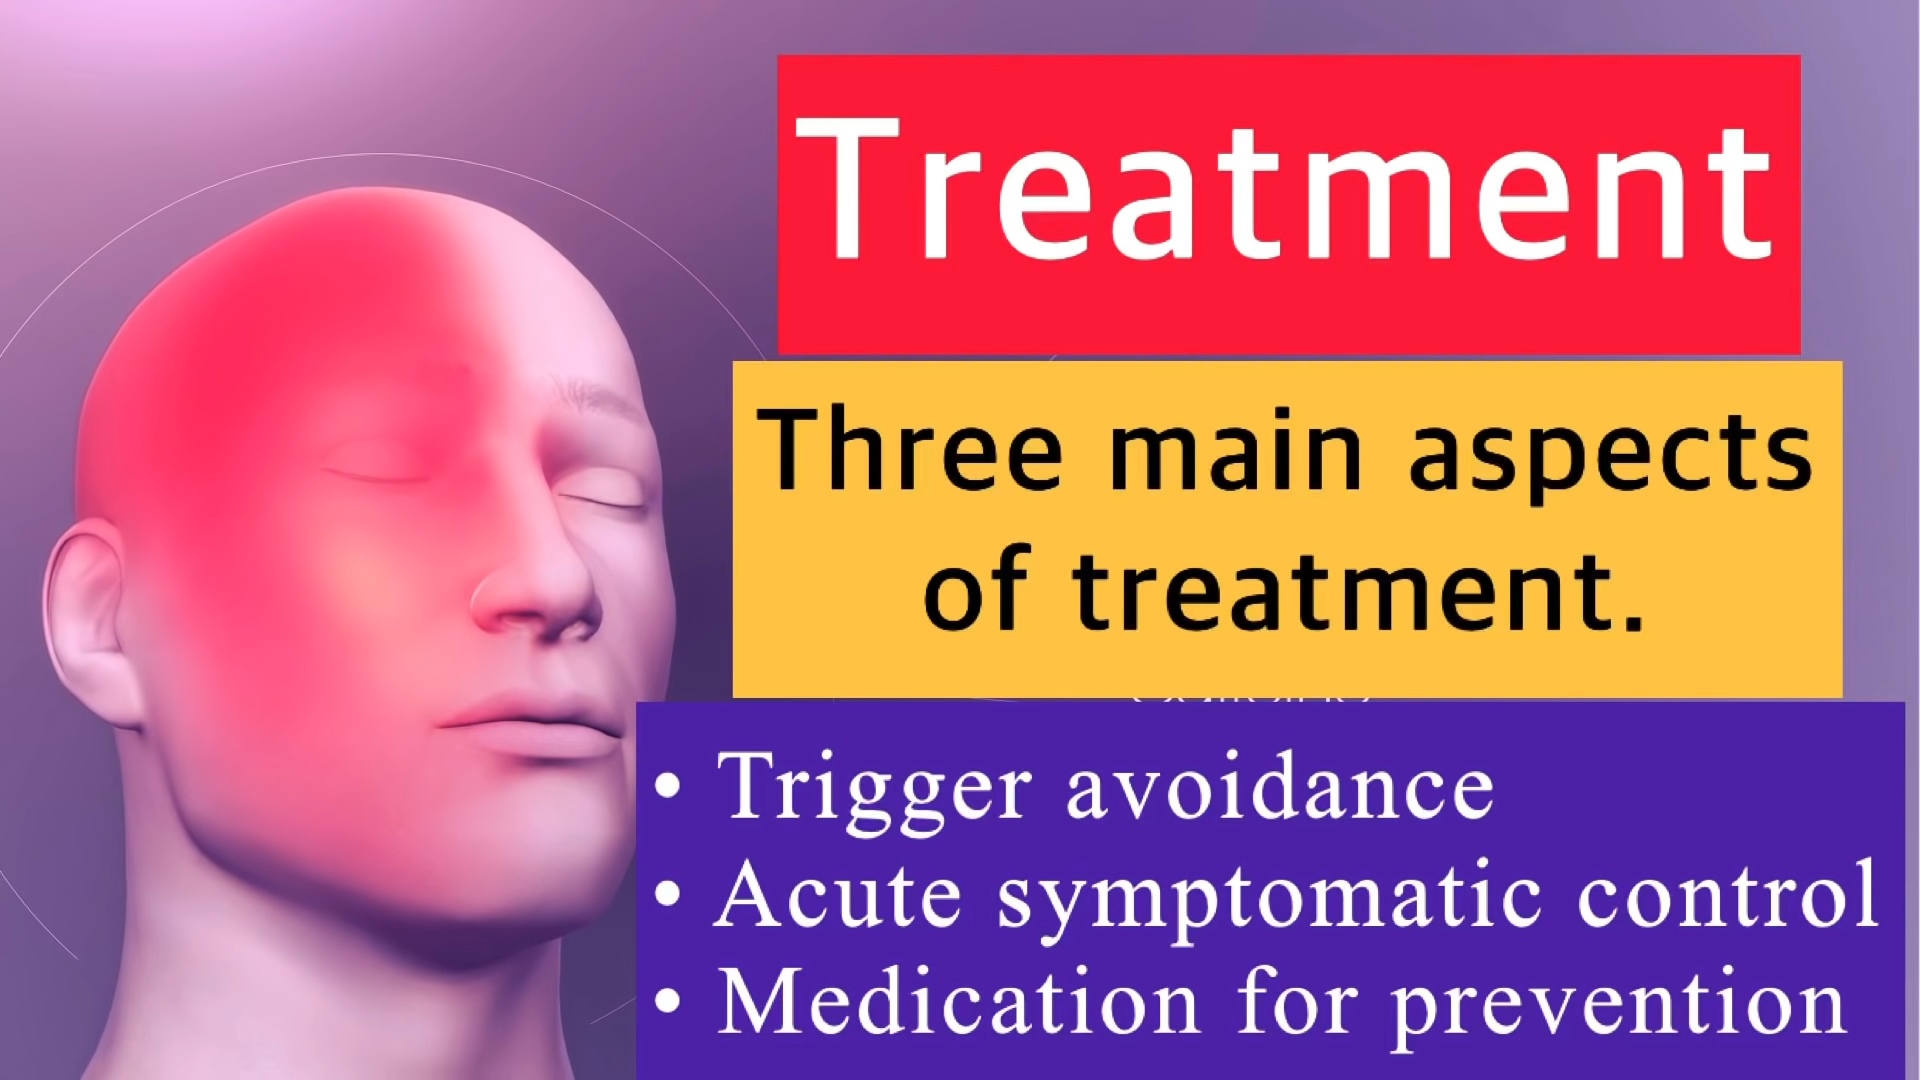 Treatment
Three main aspects
of treatment.
• Trigger avoidance
• Acute symptomatic control
• Medication for prevention